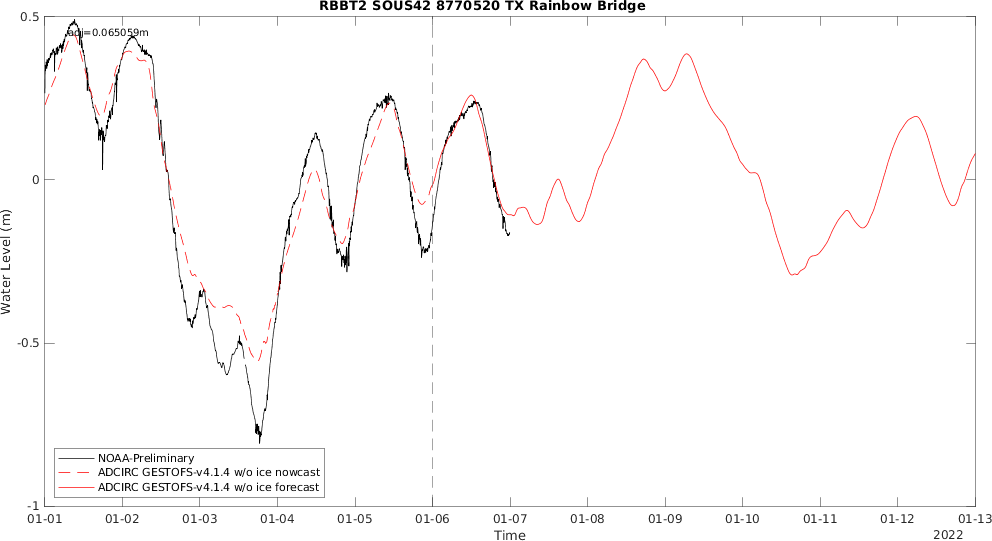 RBBT2 SOUS42 8770520 TX Rainbow Bridge
adj=0.065059m
0.5
0
-0.5
-1
Water Level (m)
NOAA-Preliminary
ADCIRC GESTOFS-v4.1.4 w/o ice nowcast
ADCIRC GESTOFS-v4.1.4 w/o ice forecast
01-01 01-02 01-03 01-04 01-05 01-06 01-07 01-08 01-09 01-10 01-11 01-12 01-13
Time
2022